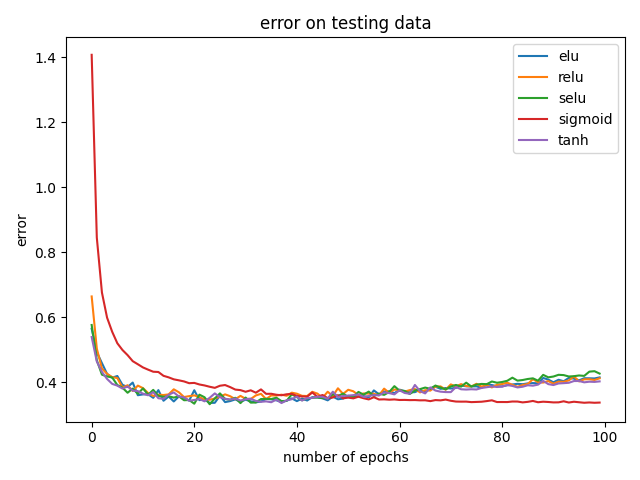 error on testing data
error
1.4
1.2
1.0
0.8
0.6
0.4
elu
relu
selu
sigmoid
tanh
0 20 40 60 80 100
number of epochs